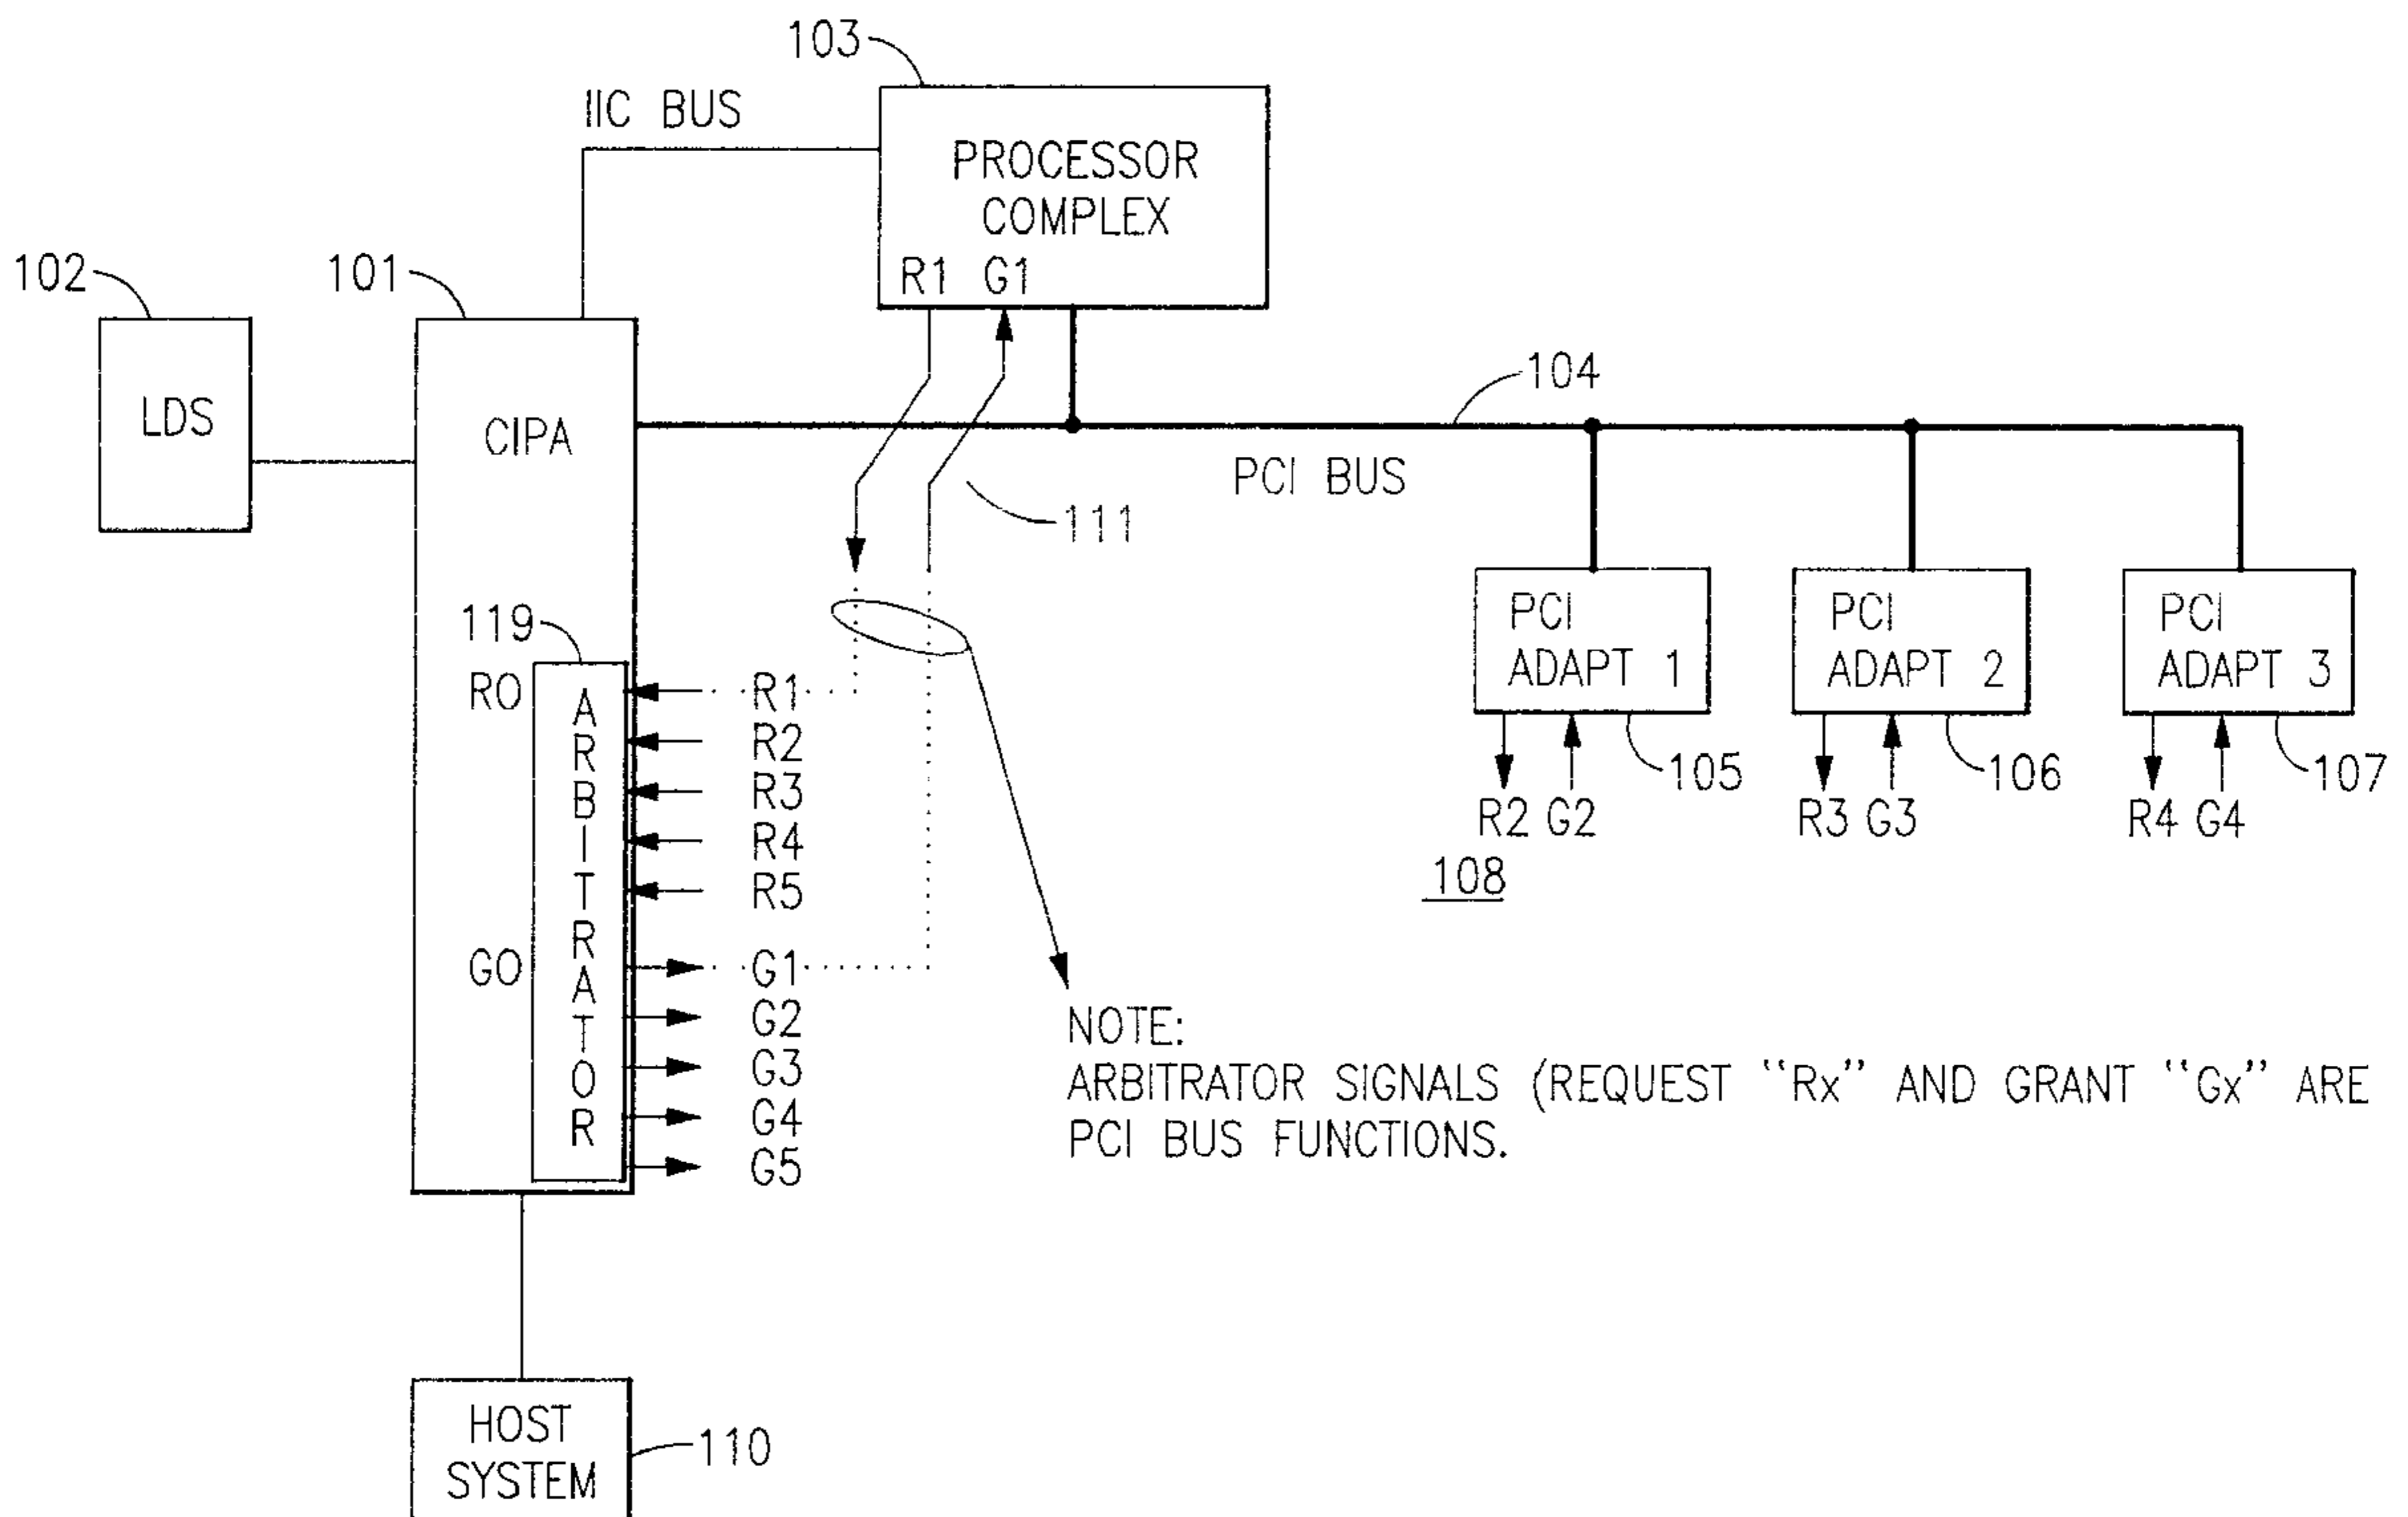 103
IIC BUS
PROCESSOR
COMPLEX
R1 G1
102
101
LDS
CIPA
104
PCI BUS
111
119
RO
GO
ARBITRATOR
R1
R2
R3
R4
R5
G1
G2
G3
G4
G5
PCI
ADAPT 1
PCI
ADAPT 2
PCI
ADAPT 3
105
106
107
R2 G2
R3 G3
R4 G4
108
NOTE:
ARBITRATOR SIGNALS (REQUEST “Rx” AND GRANT “Gx” ARE
PCI BUS FUNCTIONS.
HOST
SYSTEM
110